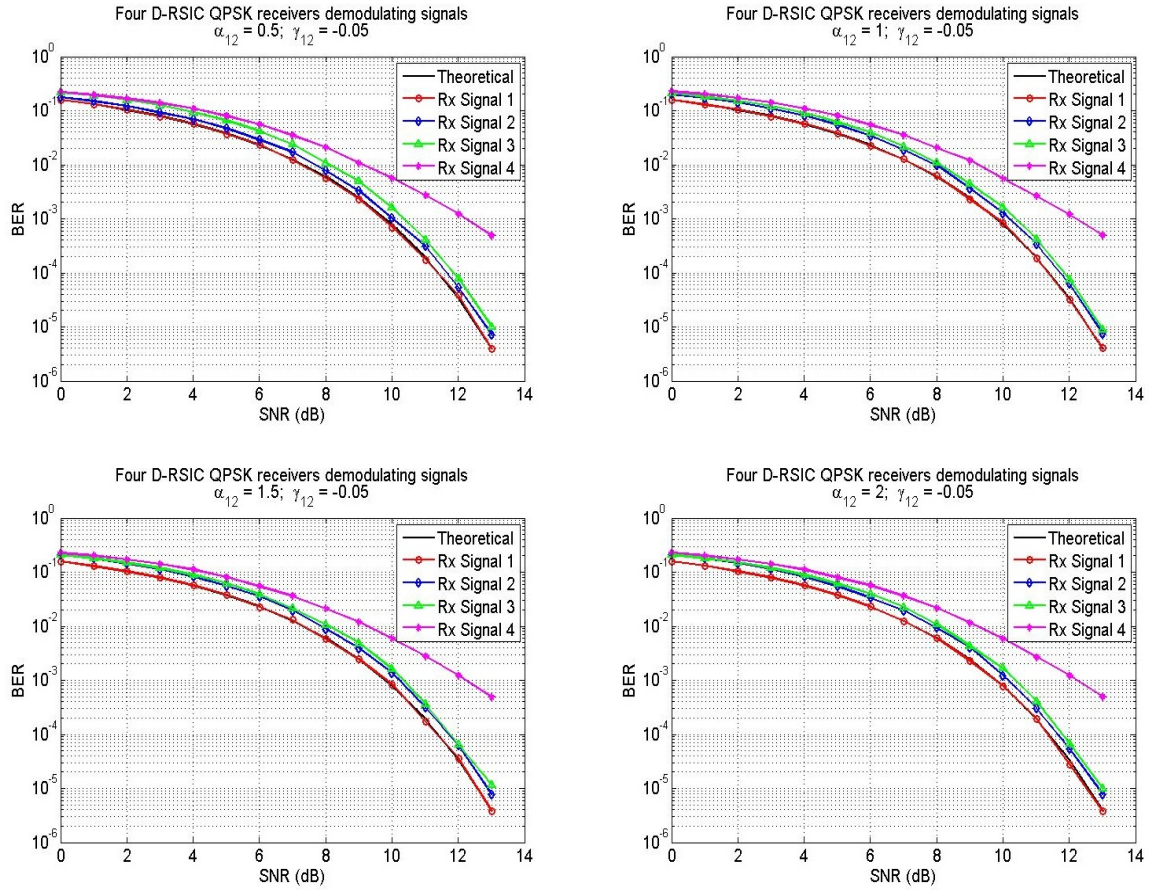 Four D-RSIC QPSK receivers demodulating signals
α12 = 0.5; γ12 = -0.05
10^0
10^-1
10^-2
10^-3
10^-4
10^-5
10^-6
BER
0 2 4 6 8 10 12 14
SNR (dB)
Theoretical
Rx Signal 1
Rx Signal 2
Rx Signal 3
Rx Signal 4
Four D-RSIC QPSK receivers demodulating signals
α12 = 1; γ12 = -0.05
10^0
10^-1
10^-2
10^-3
10^-4
10^-5
10^-6
BER
0 2 4 6 8 10 12 14
SNR (dB)
Theoretical
Rx Signal 1
Rx Signal 2
Rx Signal 3
Rx Signal 4
Four D-RSIC QPSK receivers demodulating signals
α12 = 1.5; γ12 = -0.05
10^0
10^-1
10^-2
10^-3
10^-4
10^-5
10^-6
BER
0 2 4 6 8 10 12 14
SNR (dB)
Theoretical
Rx Signal 1
Rx Signal 2
Rx Signal 3
Rx Signal 4
Four D-RSIC QPSK receivers demodulating signals
α12 = 2; γ12 = -0.05
10^0
10^-1
10^-2
10^-3
10^-4
10^-5
10^-6
BER
0 2 4 6 8 10 12 14
SNR (dB)
Theoretical
Rx Signal 1
Rx Signal 2
Rx Signal 3
Rx Signal 4